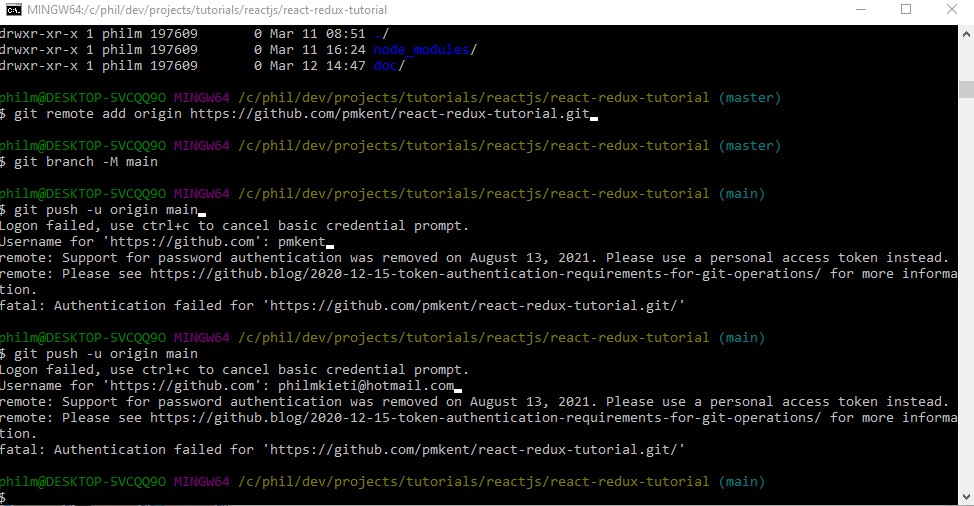 MINGW64:/c/phil/dev/projects/tutorials/reactjs/react-redux-tutorial
drwxr-xr-x 1 philm 197609       0 Mar 11 08:51 ./
drwxr-xr-x 1 philm 197609       0 Mar 11 16:24 node_modules/
drwxr-xr-x 1 philm 197609       0 Mar 12 14:47 doc/
philm@DESKTOP-5VCQQ9O MINGW64 /c/phil/dev/projects/tutorials/reactjs/react-redux-tutorial (master)
$ git remote add origin https://github.com/pmkent/react-redux-tutorial.git
philm@DESKTOP-5VCQQ9O MINGW64 /c/phil/dev/projects/tutorials/reactjs/react-redux-tutorial (master)
$ git branch -M main
philm@DESKTOP-5VCQQ9O MINGW64 /c/phil/dev/projects/tutorials/reactjs/react-redux-tutorial (main)
$ git push -u origin main
Logon failed, use ctrl+c to cancel basic credential prompt.
Username for 'https://github.com': pmkent
remote: Support for password authentication was removed on August 13, 2021. Please use a personal access token instead.
remote: Please see https://github.blog/2020-12-15-token-authentication-requirements-for-git-operations/ for more informa
tion.
fatal: Authentication failed for 'https://github.com/pmkent/react-redux-tutorial.git/'
philm@DESKTOP-5VCQQ9O MINGW64 /c/phil/dev/projects/tutorials/reactjs/react-redux-tutorial (main)
$ git push -u origin main
Logon failed, use ctrl+c to cancel basic credential prompt.
Username for 'https://github.com': philmkieti@hotmail.com
remote: Support for password authentication was removed on August 13, 2021. Please use a personal access token instead.
remote: Please see https://github.blog/2020-12-15-token-authentication-requirements-for-git-operations/ for more informa
tion.
fatal: Authentication failed for 'https://github.com/pmkent/react-redux-tutorial.git/'
philm@DESKTOP-5VCQQ9O MINGW64 /c/phil/dev/projects/tutorials/reactjs/react-redux-tutorial (main)
$